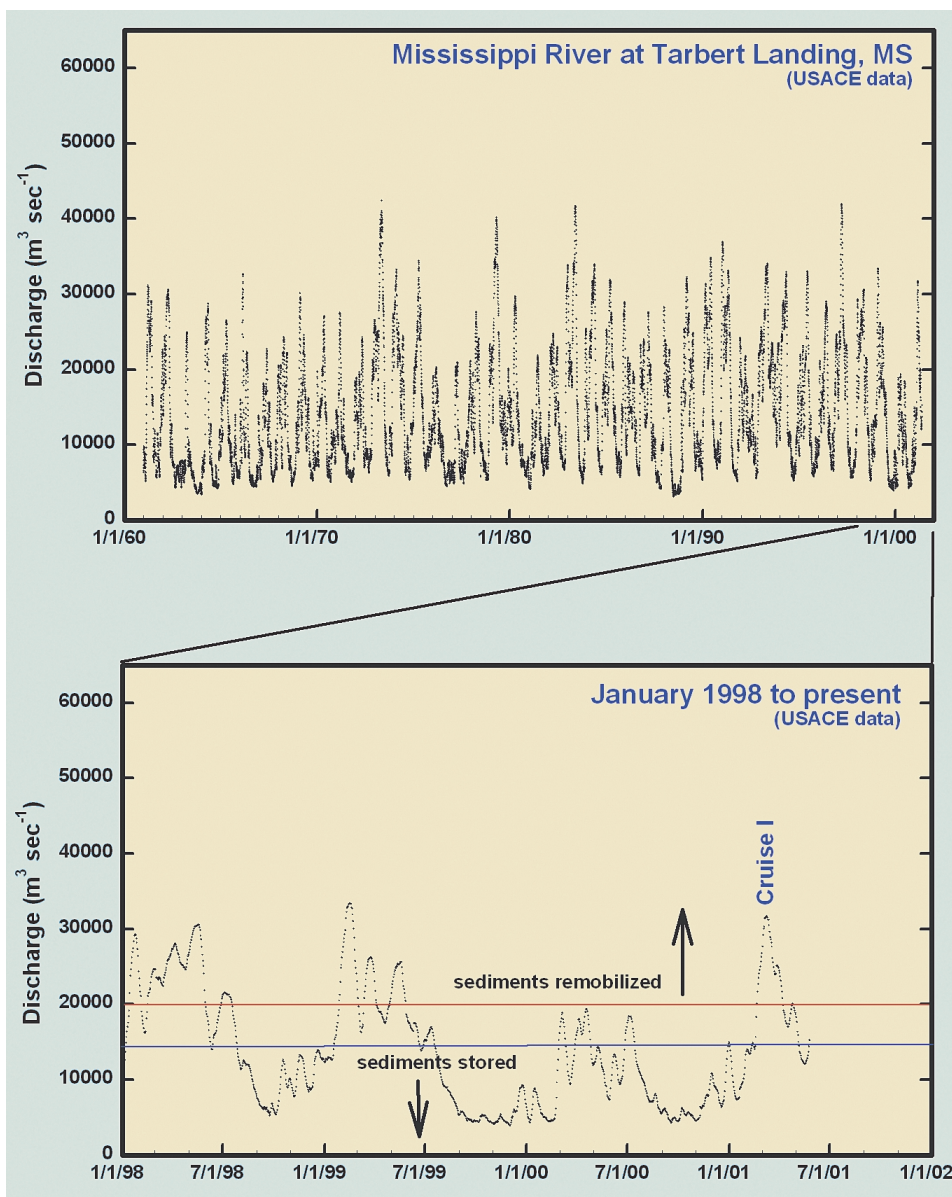 Mississippi River at Tarbert Landing, MS
(USACE data)
Discharge (m³ sec⁻¹)
60000
50000
40000
30000
20000
10000
0
1/1/60 1/1/70 1/1/80 1/1/90 1/1/00
January 1998 to present
(USACE data)
Discharge (m³ sec⁻¹)
60000
50000
40000
30000
20000
10000
0
Cruise I
sediments remobilized
sediments stored
1/1/98 7/1/98 1/1/99 7/1/99 1/1/00 7/1/00 1/1/01 7/1/01 1/1/02